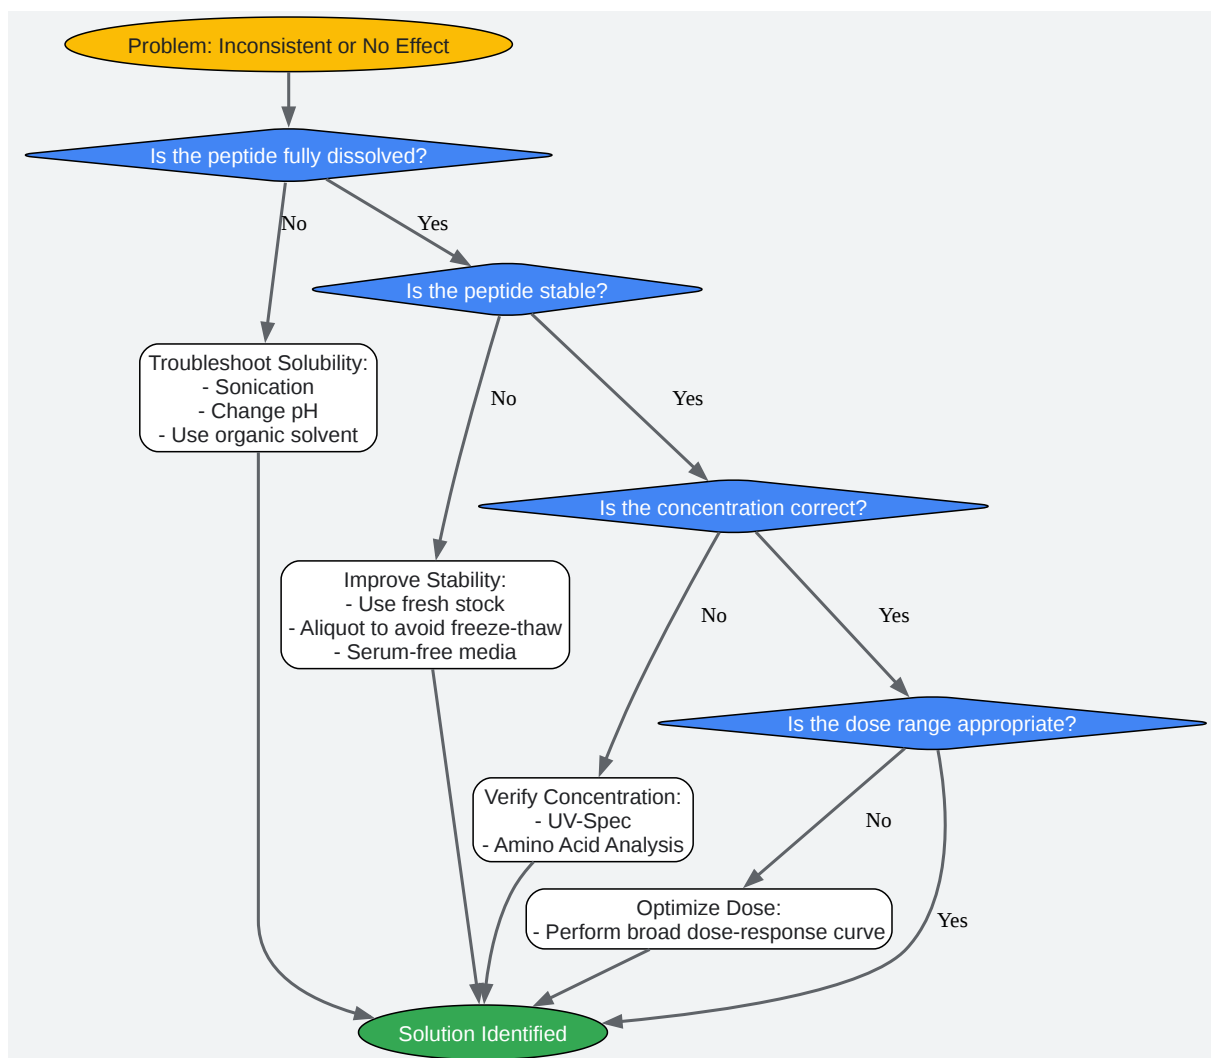 Problem: Inconsistent or No Effect
Is the peptide fully dissolved?
No
Yes
Is the peptide stable?
Troubleshoot Solubility:
- Sonication
- Change pH
- Use organic solvent
No
Yes
Is the concentration correct?
Improve Stability:
- Use fresh stock
- Aliquot to avoid freeze-thaw
- Serum-free media
No
Yes
Is the dose range appropriate?
Verify Concentration:
- UV-Spec
- Amino Acid Analysis
No
Optimize Dose:
- Perform broad dose-response curve
Yes
Solution Identified